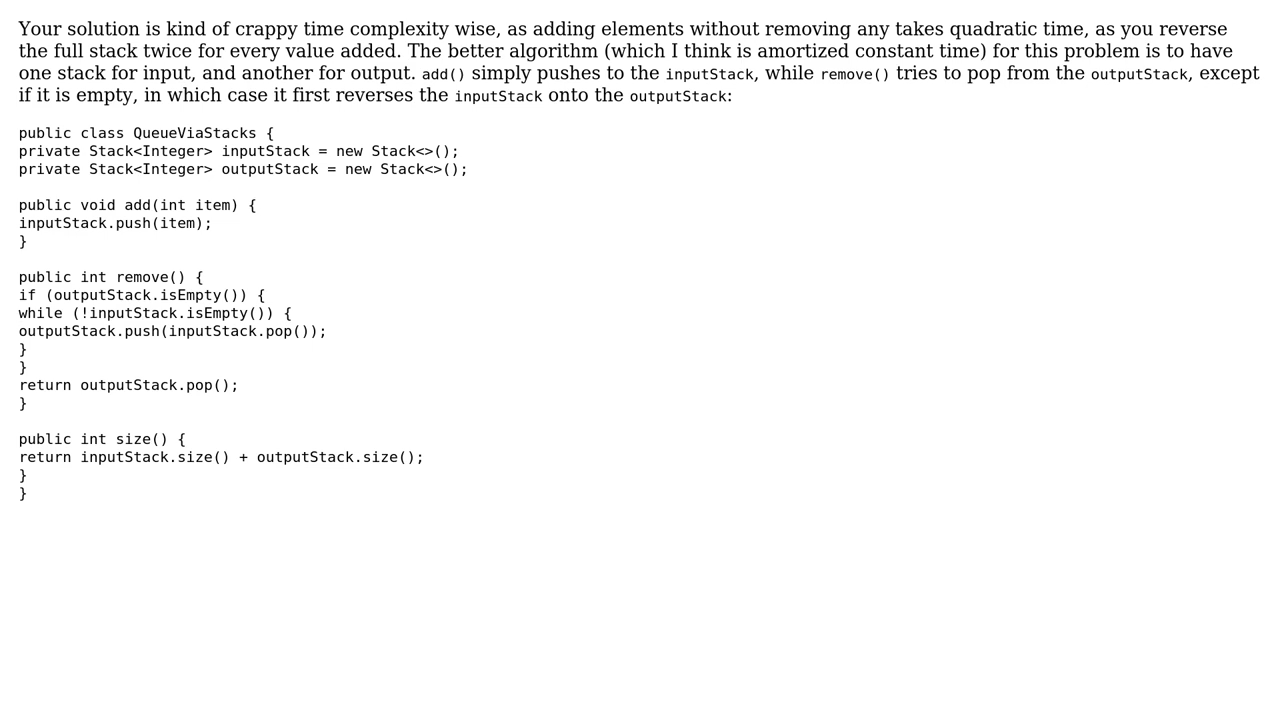 Your solution is kind of crappy time complexity wise, as adding elements without removing any takes quadratic time, as you reverse
the full stack twice for every value added. The better algorithm (which I think is amortized constant time) for this problem is to have
one stack for input, and another for output. add() simply pushes to the inputStack, while remove() tries to pop from the outputStack, except
if it is empty, in which case it first reverses the inputStack onto the outputStack:
public class QueueViaStacks {
private Stack<Integer> inputStack = new Stack<>();
private Stack<Integer> outputStack = new Stack<>();
public void add(int item) {
inputStack.push(item);
}
public int remove() {
if (outputStack.isEmpty()) {
while (!inputStack.isEmpty()) {
outputStack.push(inputStack.pop());
}
}
return outputStack.pop();
}
public int size() {
return inputStack.size() + outputStack.size();
}
}